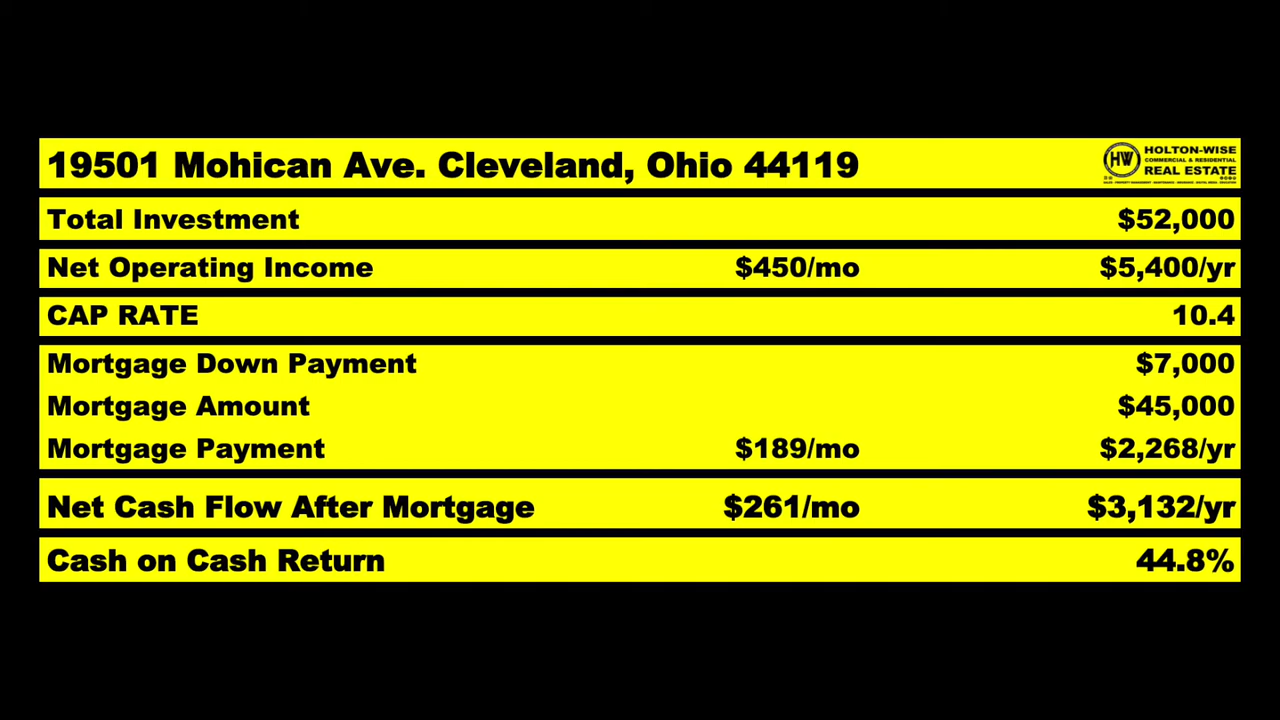 19501 Mohican Ave. Cleveland, Ohio 44119
HW HOLTON-WISE
COMMERCIAL & RESIDENTIAL
REAL ESTATE
Total Investment $52,000
Net Operating Income $450/mo $5,400/yr
CAP RATE 10.4
Mortgage Down Payment $7,000
Mortgage Amount $45,000
Mortgage Payment $189/mo $2,268/yr
Net Cash Flow After Mortgage $261/mo $3,132/yr
Cash on Cash Return 44.8%